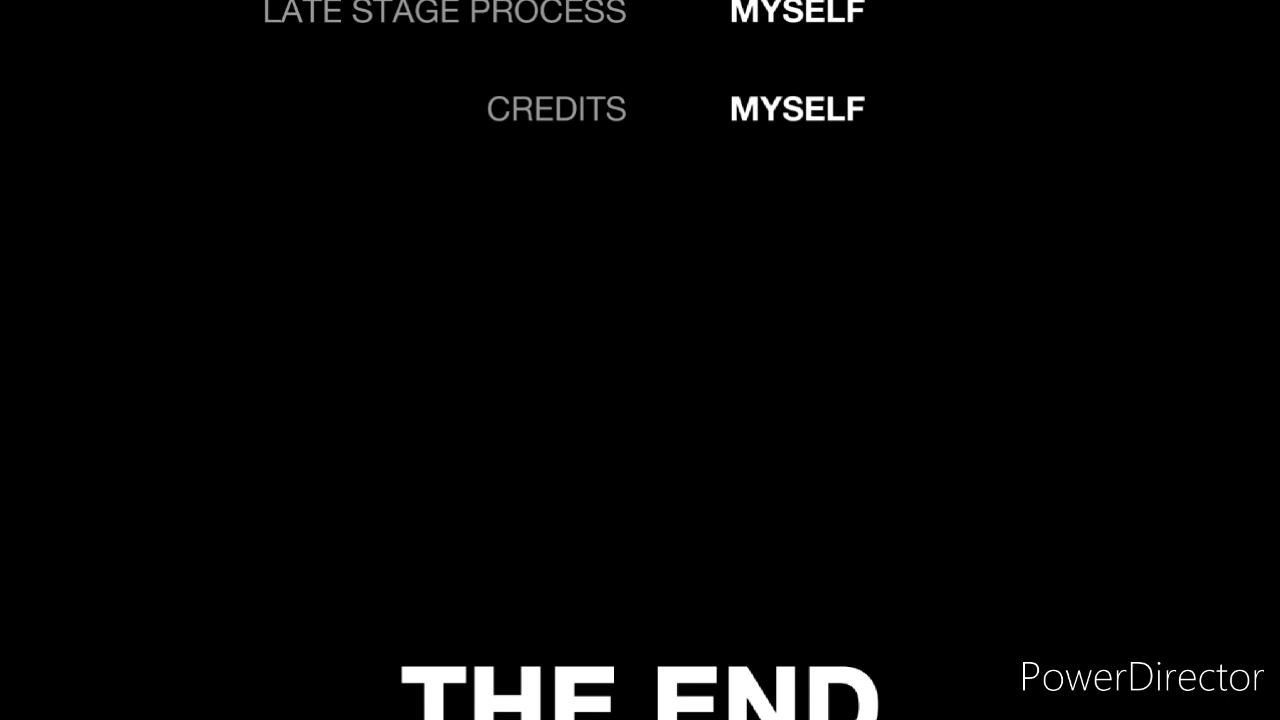 LATE STAGE PROCESS MYSELF
CREDITS MYSELF
THE END
PowerDirector